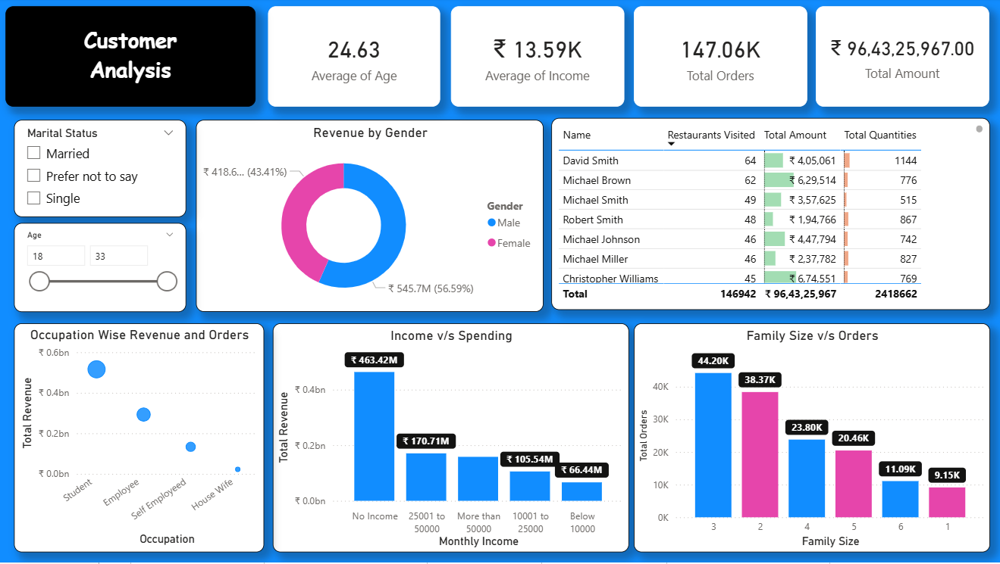 Customer
Analysis
24.63
Average of Age
₹ 13.59K
Average of Income
147.06K
Total Orders
₹ 96,43,25,967.00
Total Amount
Marital Status
Married
Prefer not to say
Single
Age
18 33
Revenue by Gender
₹ 418.6... (43.41%)
₹ 545.7M (56.59%)
Gender
Male
Female
Name Restaurants Visited Total Amount Total Quantities
David Smith 64 ₹ 4,05,061 1144
Michael Brown 62 ₹ 6,29,514 776
Michael Smith 49 ₹ 3,57,625 515
Robert Smith 48 ₹ 1,94,766 867
Michael Johnson 46 ₹ 4,47,794 742
Michael Miller 46 ₹ 2,37,782 827
Christopher Williams 45 ₹ 6,74,551 769
Total 146942 ₹ 96,43,25,967 2418662
Occupation Wise Revenue and Orders
Total Revenue
₹ 0.6bn
₹ 0.4bn
₹ 0.2bn
₹ 0.0bn
Student
Employee
Self Employeed
House Wife
Occupation
Income v/s Spending
Total Revenue
₹ 0.4bn
₹ 0.2bn
₹ 0.0bn
₹ 463.42M
₹ 170.71M
₹ 105.54M
₹ 66.44M
No Income 25001 to More than 10001 to Below
50000 50000 25000 10000
Monthly Income
Family Size v/s Orders
Total Orders
40K
30K
20K
10K
0K
44.20K
38.37K
23.80K
20.46K
11.09K
9.15K
3 2 4 5 6 1
Family Size